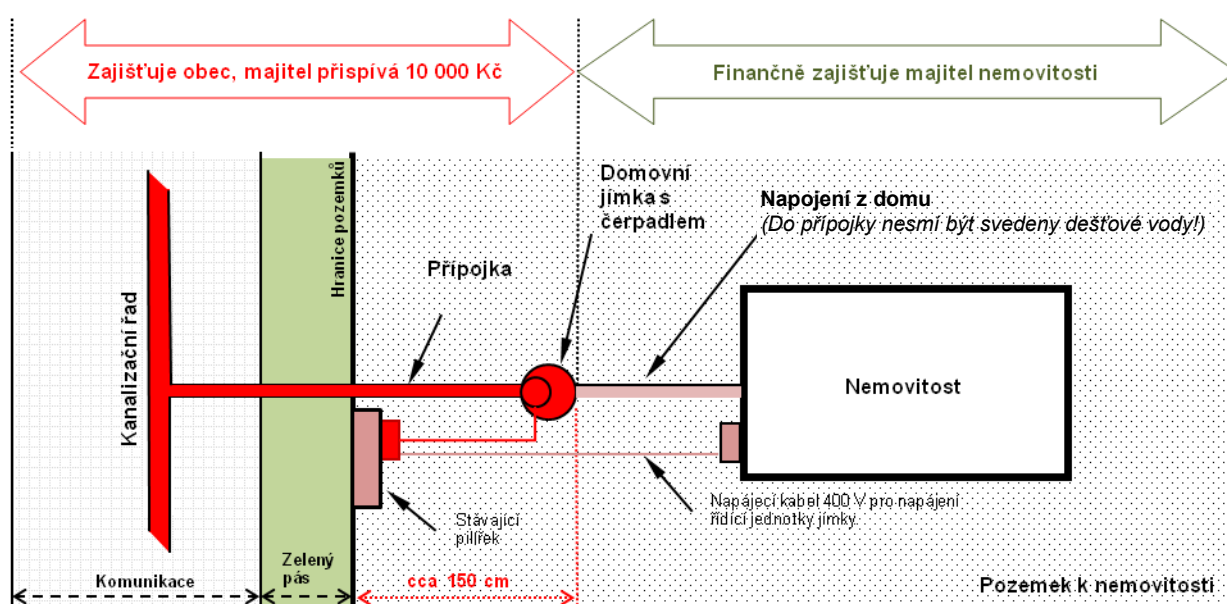 Zajišťuje obec, majitel přispívá 10 000 Kč
Finančně zajišťuje majitel nemovitosti
Hranice pozemků
Domovní
jímka s
čerpadlem
Napojení z domu
(Do přípojky nesmí být svedeny dešťové vody!)
Přípojka
Kanalizační řad
Nemovitost
Stávající
pilířek
Napájecí kabel 400 V pro napájení
řídící jednotky jímky
Komunikace
Zelený
pás
cca 150 cm
Pozemek k nemovitosti